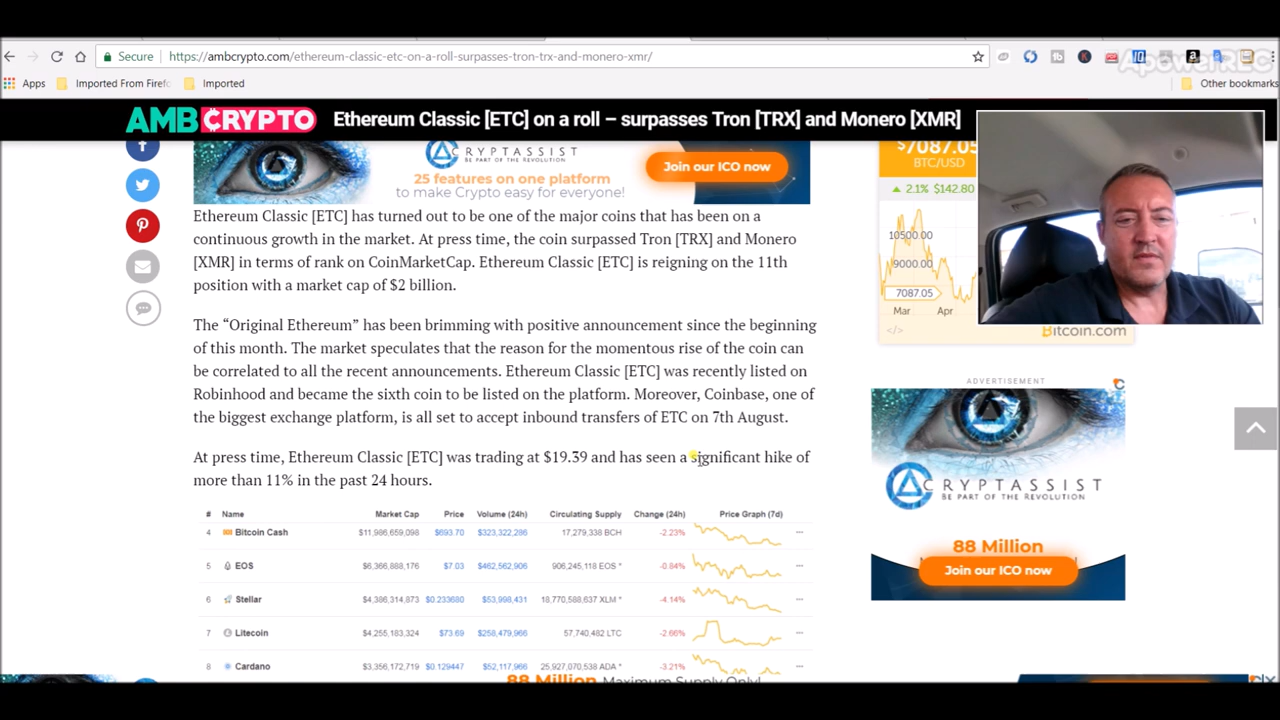 Secure
https://ambcrypto.com/ethereum-classic-etc-on-a-roll-surpasses-tron-trx-and-monero-xmr/
ApowerREC
Apps
Imported From Firefo
Imported
Other bookmarks
AMBCRYPTO
Ethereum Classic [ETC] on a roll – surpasses Tron [TRX] and Monero [XMR]
CRYPTASSIST
BE PART OF THE REVOLUTION
25 features on one platform
to make Crypto easy for everyone!
Join our ICO now
$7087.05
BTC/USD
2.1% $142.80
10500.00
9000.00
7087.05
Mar Apr
Bitcoin.com
Ethereum Classic [ETC] has turned out to be one of the major coins that has been on a
continuous growth in the market. At press time, the coin surpassed Tron [TRX] and Monero
[XMR] in terms of rank on CoinMarketCap. Ethereum Classic [ETC] is reigning on the 11th
position with a market cap of $2 billion.
The “Original Ethereum” has been brimming with positive announcement since the beginning
of this month. The market speculates that the reason for the momentous rise of the coin can
be correlated to all the recent announcements. Ethereum Classic [ETC] was recently listed on
Robinhood and became the sixth coin to be listed on the platform. Moreover, Coinbase, one of
the biggest exchange platform, is all set to accept inbound transfers of ETC on 7th August.
At press time, Ethereum Classic [ETC] was trading at $19.39 and has seen a significant hike of
more than 11% in the past 24 hours.
# Name Market Cap Price Volume (24h) Circulating Supply Change (24h) Price Graph (7d)
4 Bitcoin Cash $11,986,659,098 $693.70 $323,322,286 17,279,338 BCH -2.23%
5 EOS $6,366,888,176 $7.03 $462,562,906 906,245,118 EOS * -0.84%
6 Stellar $4,386,314,873 $0.233680 $53,998,431 18,770,588,637 XLM * -4.14%
7 Litecoin $4,255,183,324 $73.69 $258,479,966 57,740,482 LTC -2.66%
8 Cardano $3,356,172,719 $0.129447 $52,117,966 25,927,070,538 ADA * -3.21%
88 Million Maximum Supply Only!
ADVERTISEMENT
CRYPTASSIST
BE PART OF THE REVOLUTION
88 Million
Join our ICO now